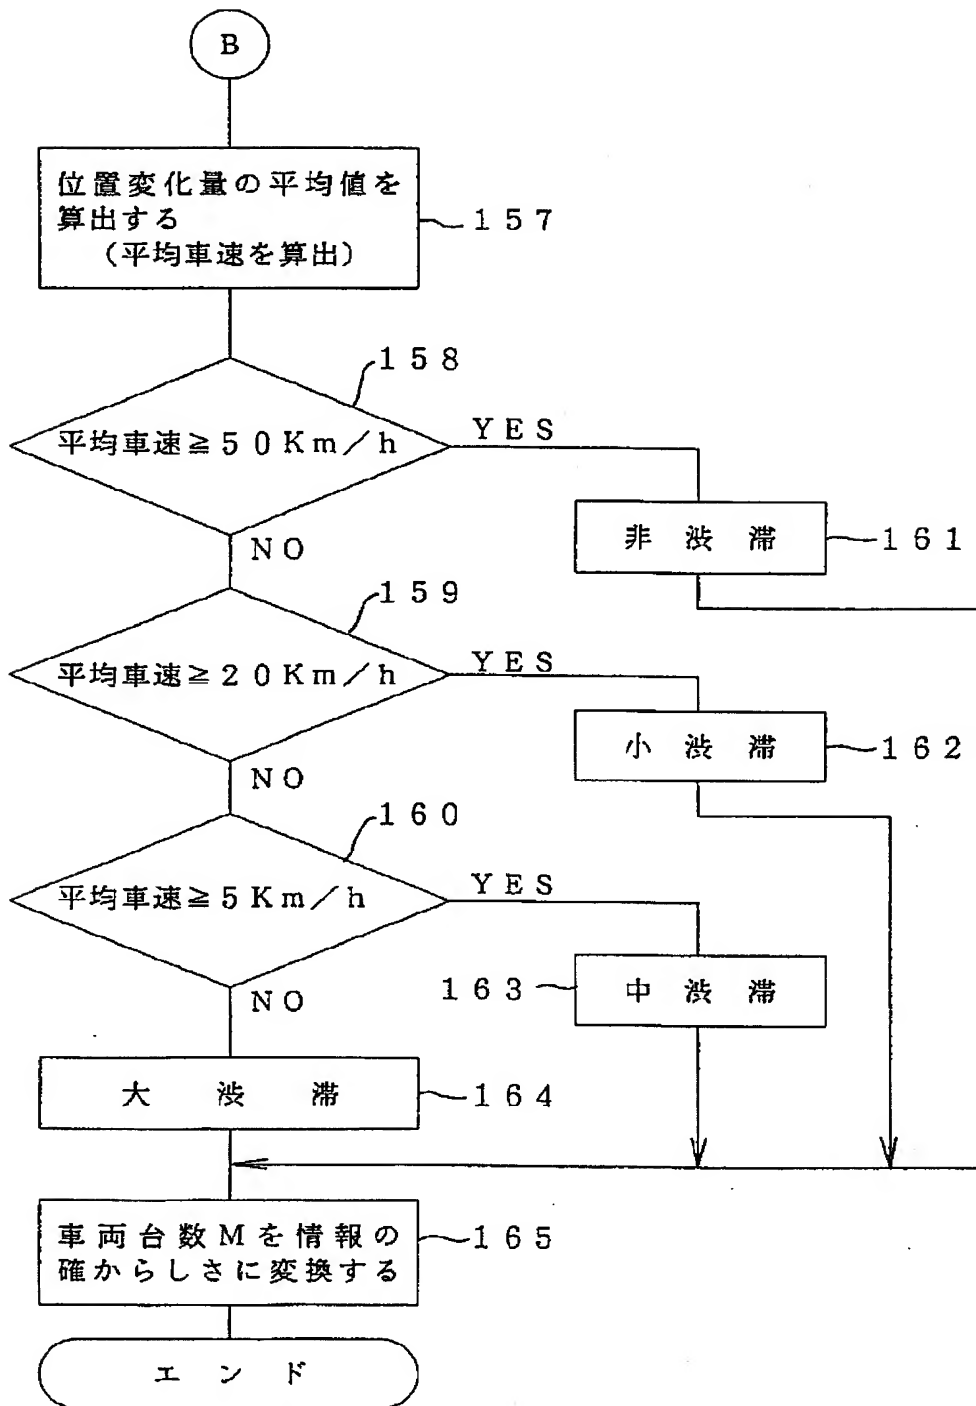 B
位置変化量の平均値を
算出する
(平均車速を算出)
157
158
平均車速≧50Km/h
YES
NO
非渋滞
161
159
平均車速≧20Km/h
YES
NO
小渋滞
162
160
平均車速≧5Km/h
YES
NO
163
中渋滞
大渋滞
164
車両台数Mを情報の
確からしさに変換する
165
エンド